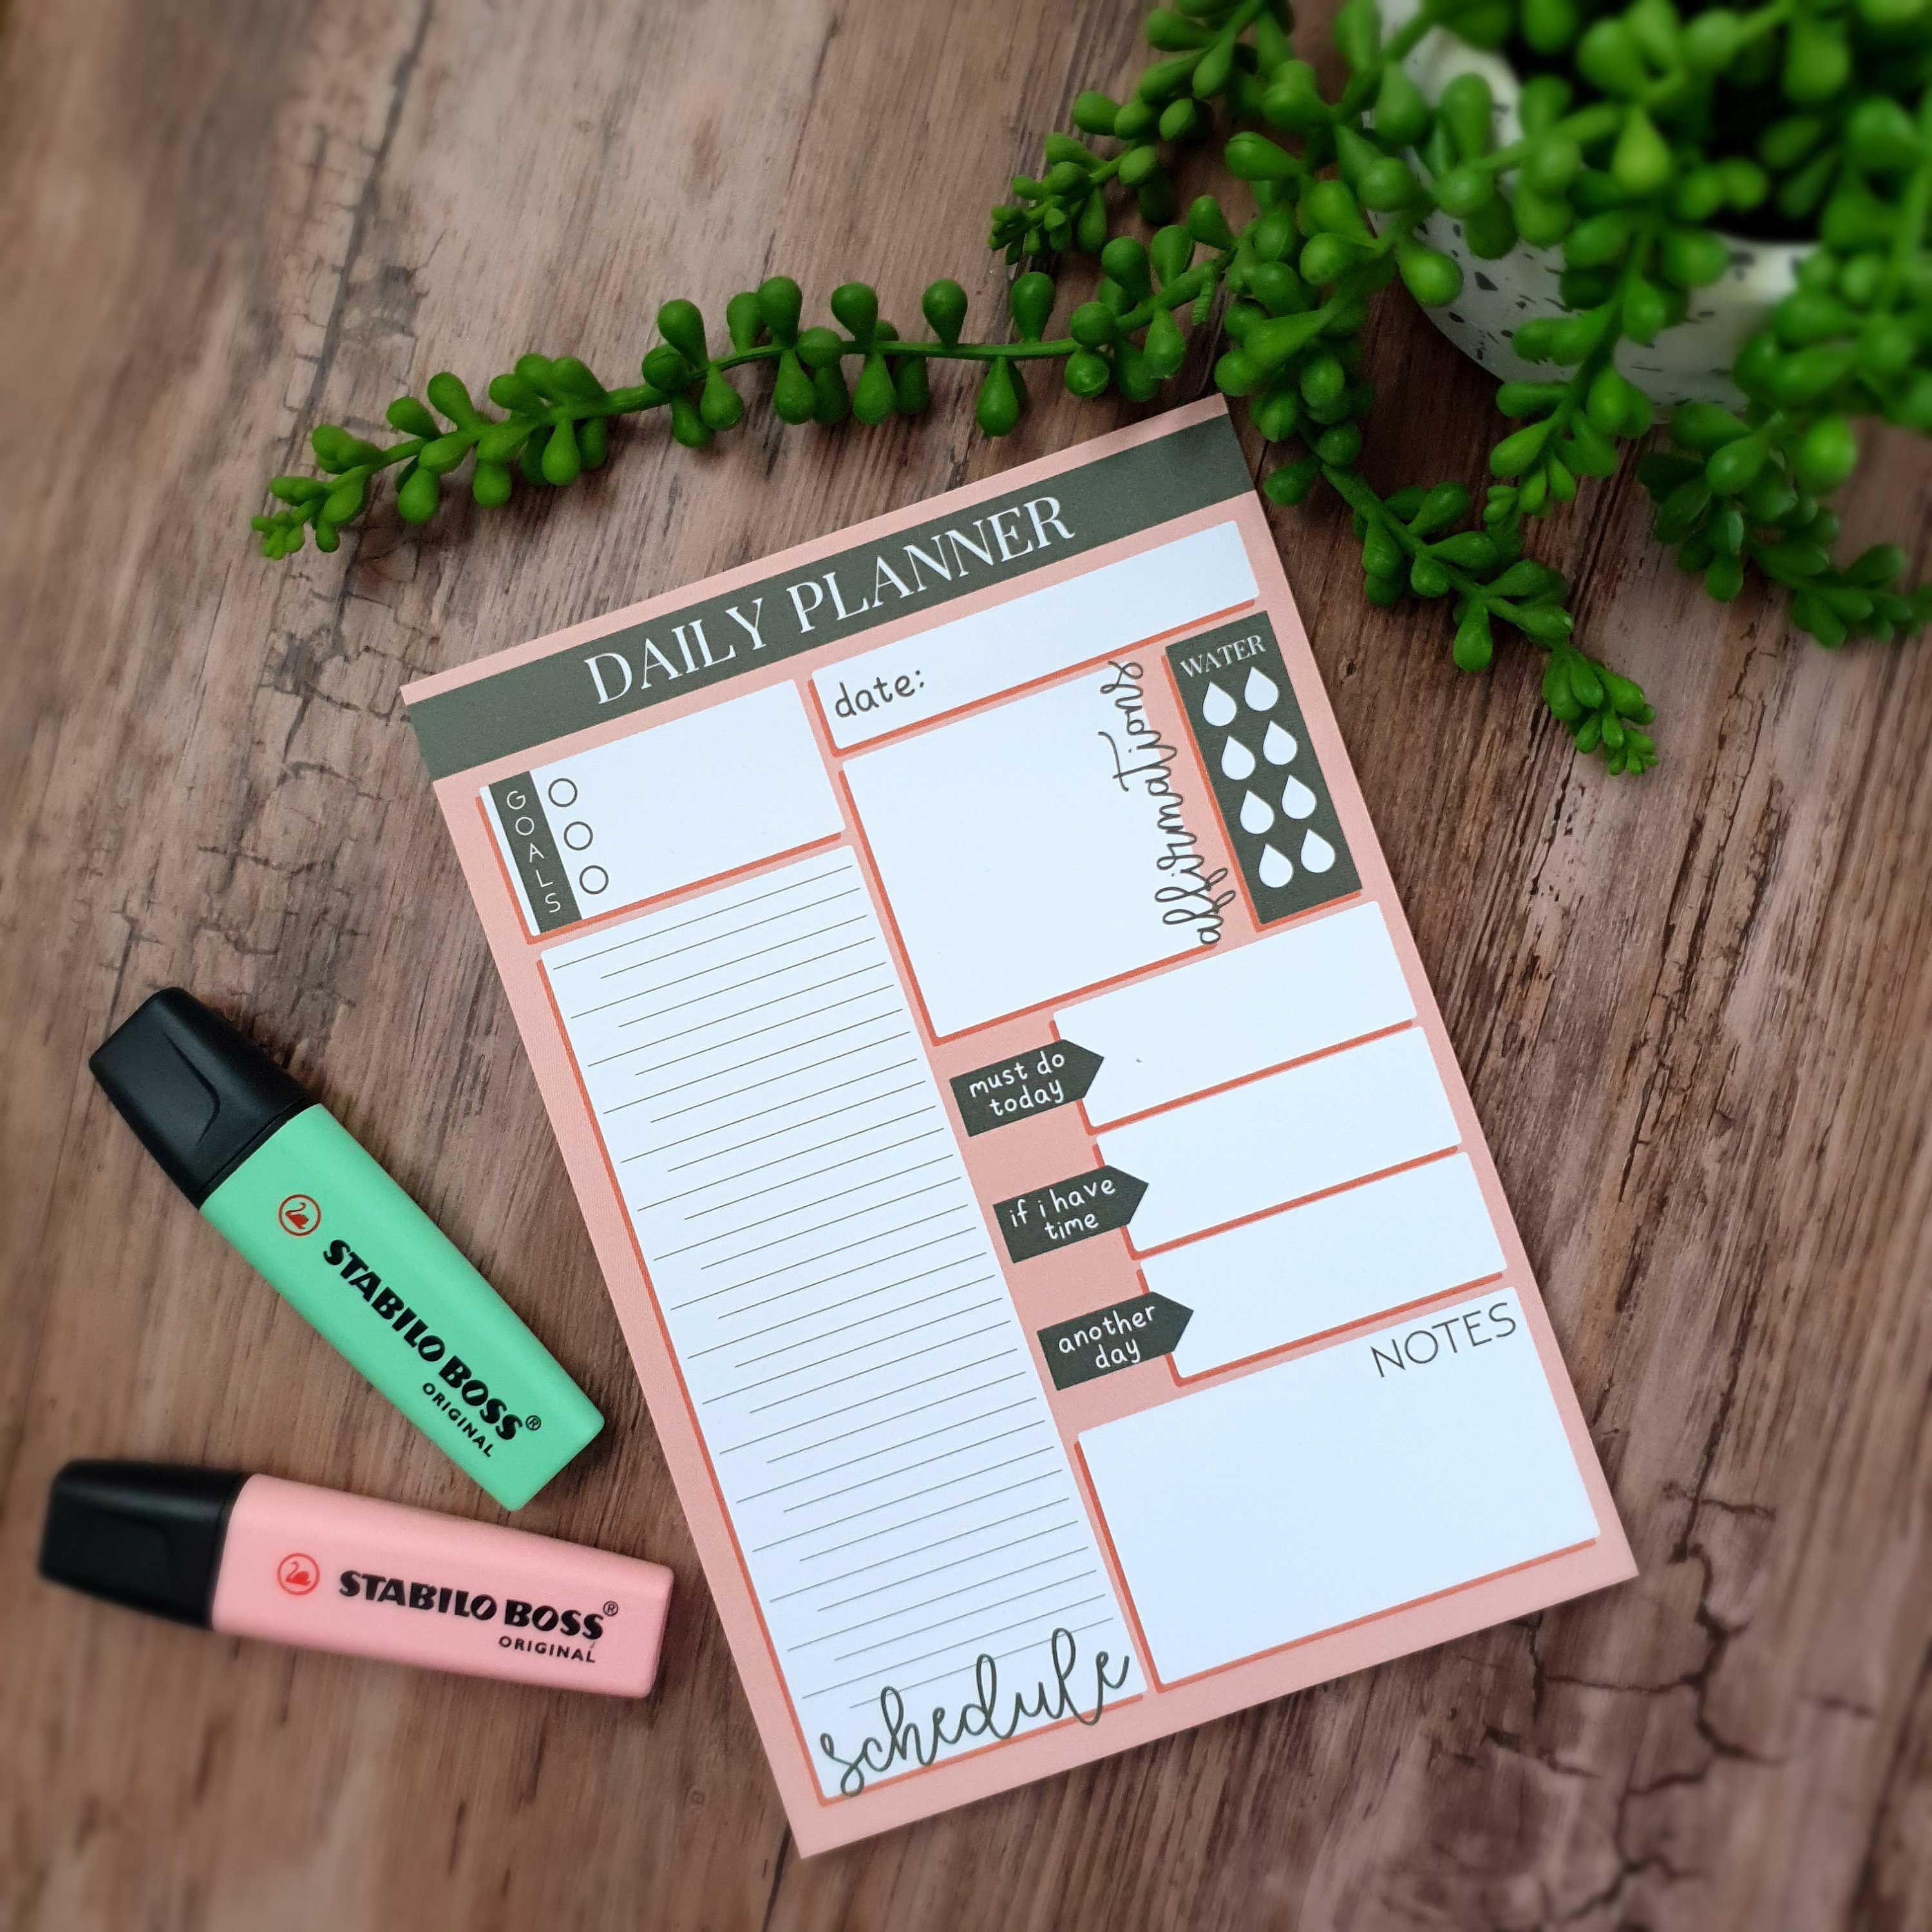 DAILY PLANNER
date:
GOALS
affirmations
WATER
must do
today
if i have
time
another
day
NOTES
schedule
STABILO BOSS®
ORIGINAL
STABILO BOSS®
ORIGINAL